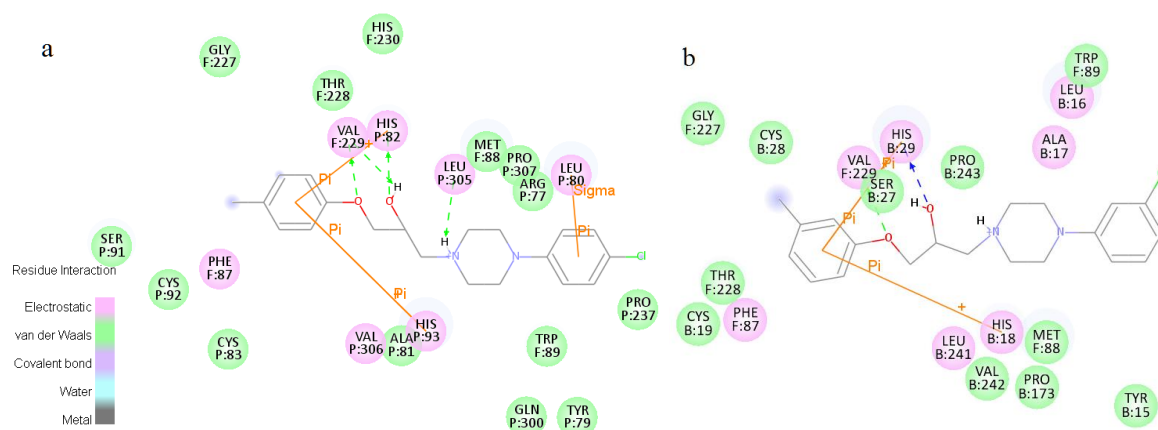 a
HIS
F:230
GLY
F:227
THR
F:228
VAL
F:229
HIS
P:82
LEU
P:305
MET
F:88
PRO
P:307
ARG
P:77
LEU
P:80
Sigma
Pi
+
Pi
Pi
H
O
O
H
N
N
Cl
Pi
+
SER
P:91
CYS
P:92
PHE
F:87
CYS
P:83
VAL
P:306
ALA
P:81
HIS
P:93
TRP
F:89
PRO
P:237
GLN
P:300
TYR
P:79
Residue Interaction
Electrostatic
van der Waals
Covalent bond
Water
Metal
b
TRP
F:89
LEU
B:16
ALA
B:17
GLY
F:227
CYS
B:28
HIS
B:29
VAL
F:229
SER
B:27
PRO
B:243
Pi
+
Pi
Pi
H
O
O
H
N
N
THR
F:228
CYS
B:19
PHE
F:87
+
HIS
B:18
LEU
B:241
MET
F:88
VAL
B:242
PRO
B:173
TYR
B:15